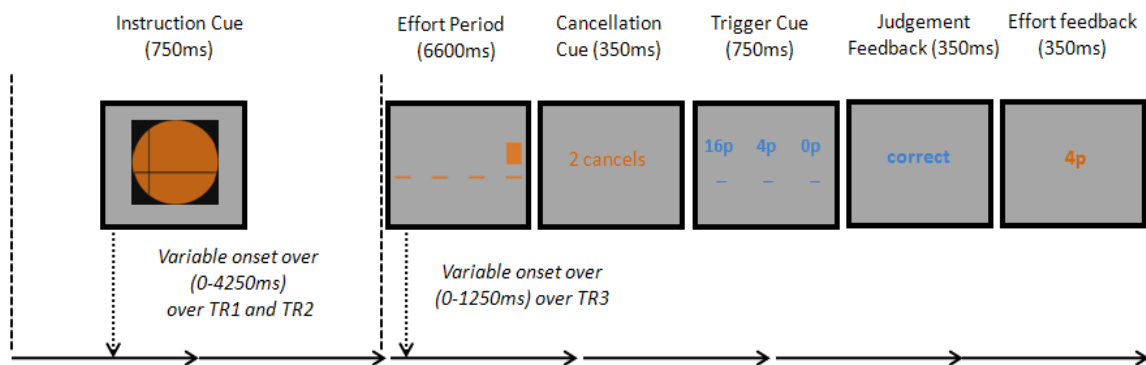 Instruction Cue
(750ms)
Effort Period
(6600ms)
Cancellation
Cue (350ms)
Trigger Cue
(750ms)
Judgement
Feedback (350ms)
Effort feedback
(350ms)
2 cancels
16p 4p 0p
correct
4p
Variable onset over
(0-4250ms)
over TR1 and TR2
Variable onset over
(0-1250ms) over TR3